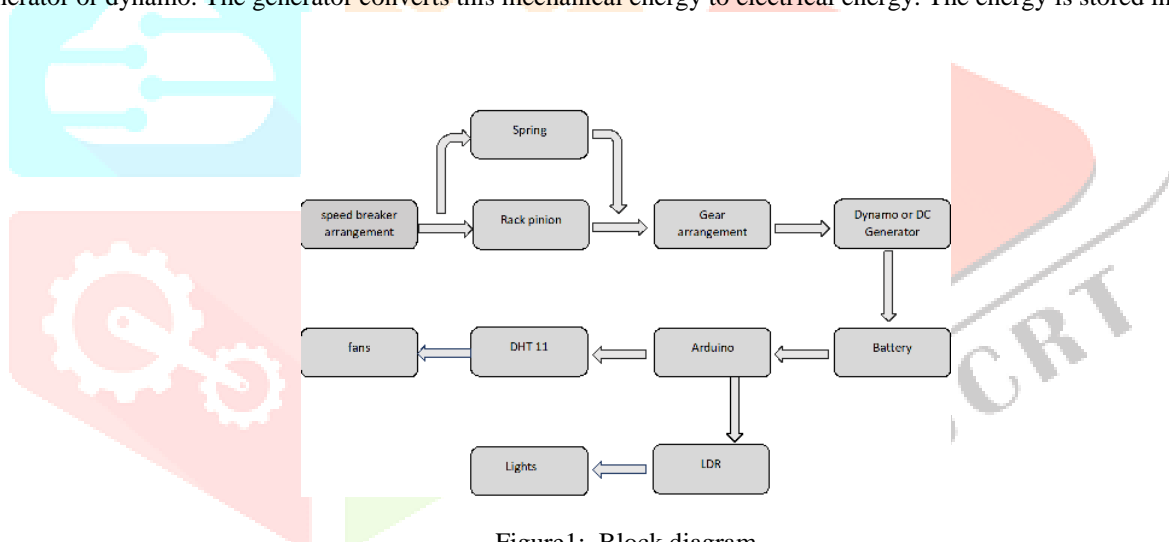 nerator or dynamo. The generator converts this mechanical energy to electrical energy. The energy is stored in
Spring
speed breaker
arrangement
Rack pinion
Gear
arrangement
Dynamo or DC
Generator
fans
DHT 11
Arduino
Battery
Lights
LDR
CRT
Figure1: Block diagram